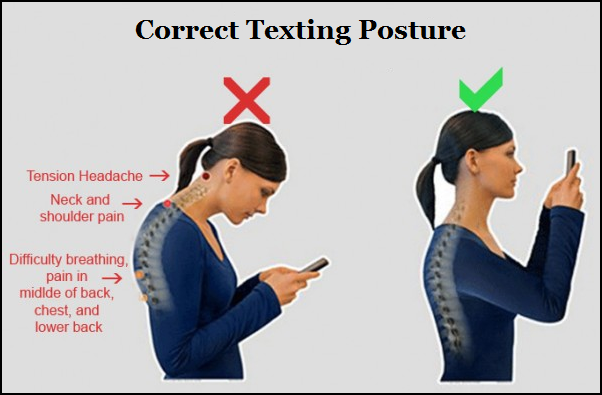 Correct Texting Posture
Tension Headache
Neck and
shoulder pain
Difficulty breathing,
pain in
midlde of back,
chest, and
lower back